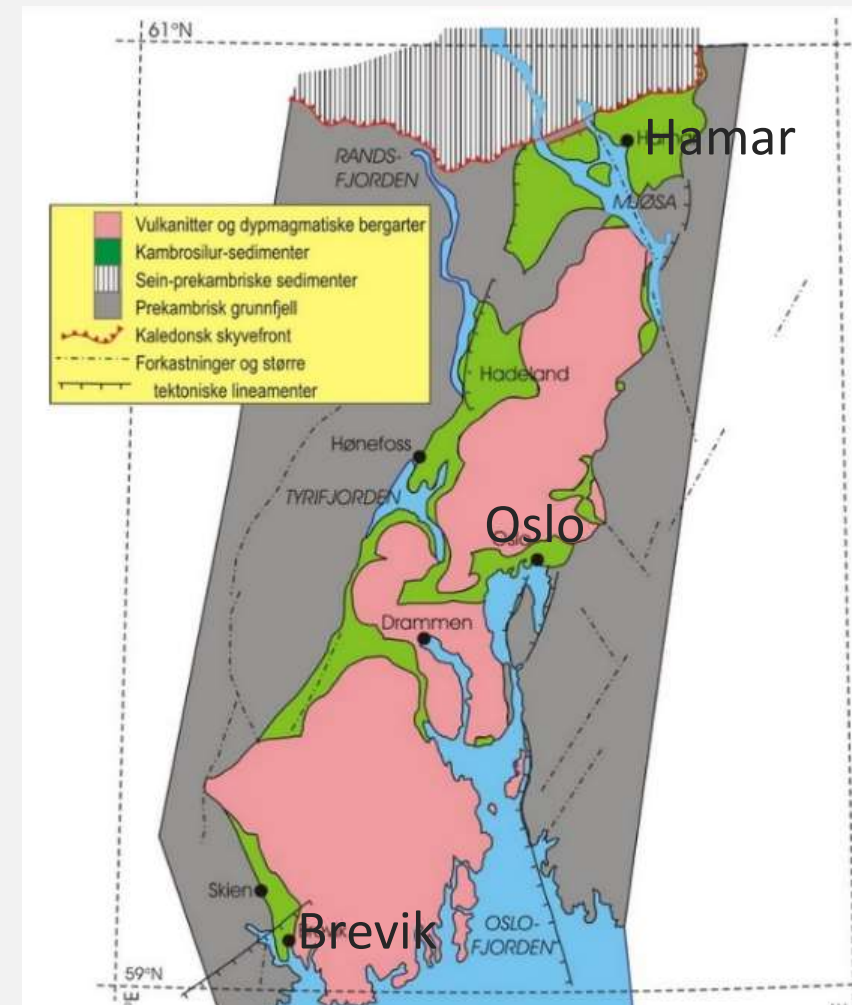 61°N
Hamar
RANDS-
FJORDEN
MJØSA
Vulkanitter og dypmagmatiske bergarter
Kambrosilur-sedimenter
Sein-prekambriske sedimenter
Prekambrisk grunnfjell
Kaledonsk skyvefront
Forkastninger og større
tektoniske lineamenter
Hadeland
Hønefoss
TYRIFJORDEN
Oslo
Oslo
Drammen
Skien
Brevik
OSLO-
FJORDEN
59°N